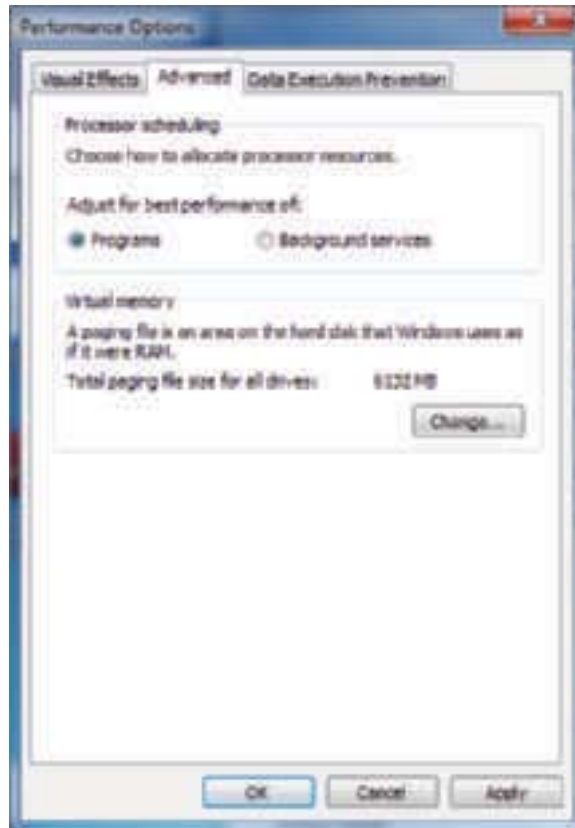 Performance Options
Visual Effects
Advanced
Data Execution Prevention
Processor scheduling
Choose how to allocate processor resources.
Adjust for best performance of:
Programs
Background services
Virtual memory
A paging file is an area on the hard disk that Windows uses as
if it were RAM.
Total paging file size for all drives:
MB
Change...
OK
Cancel
Apply